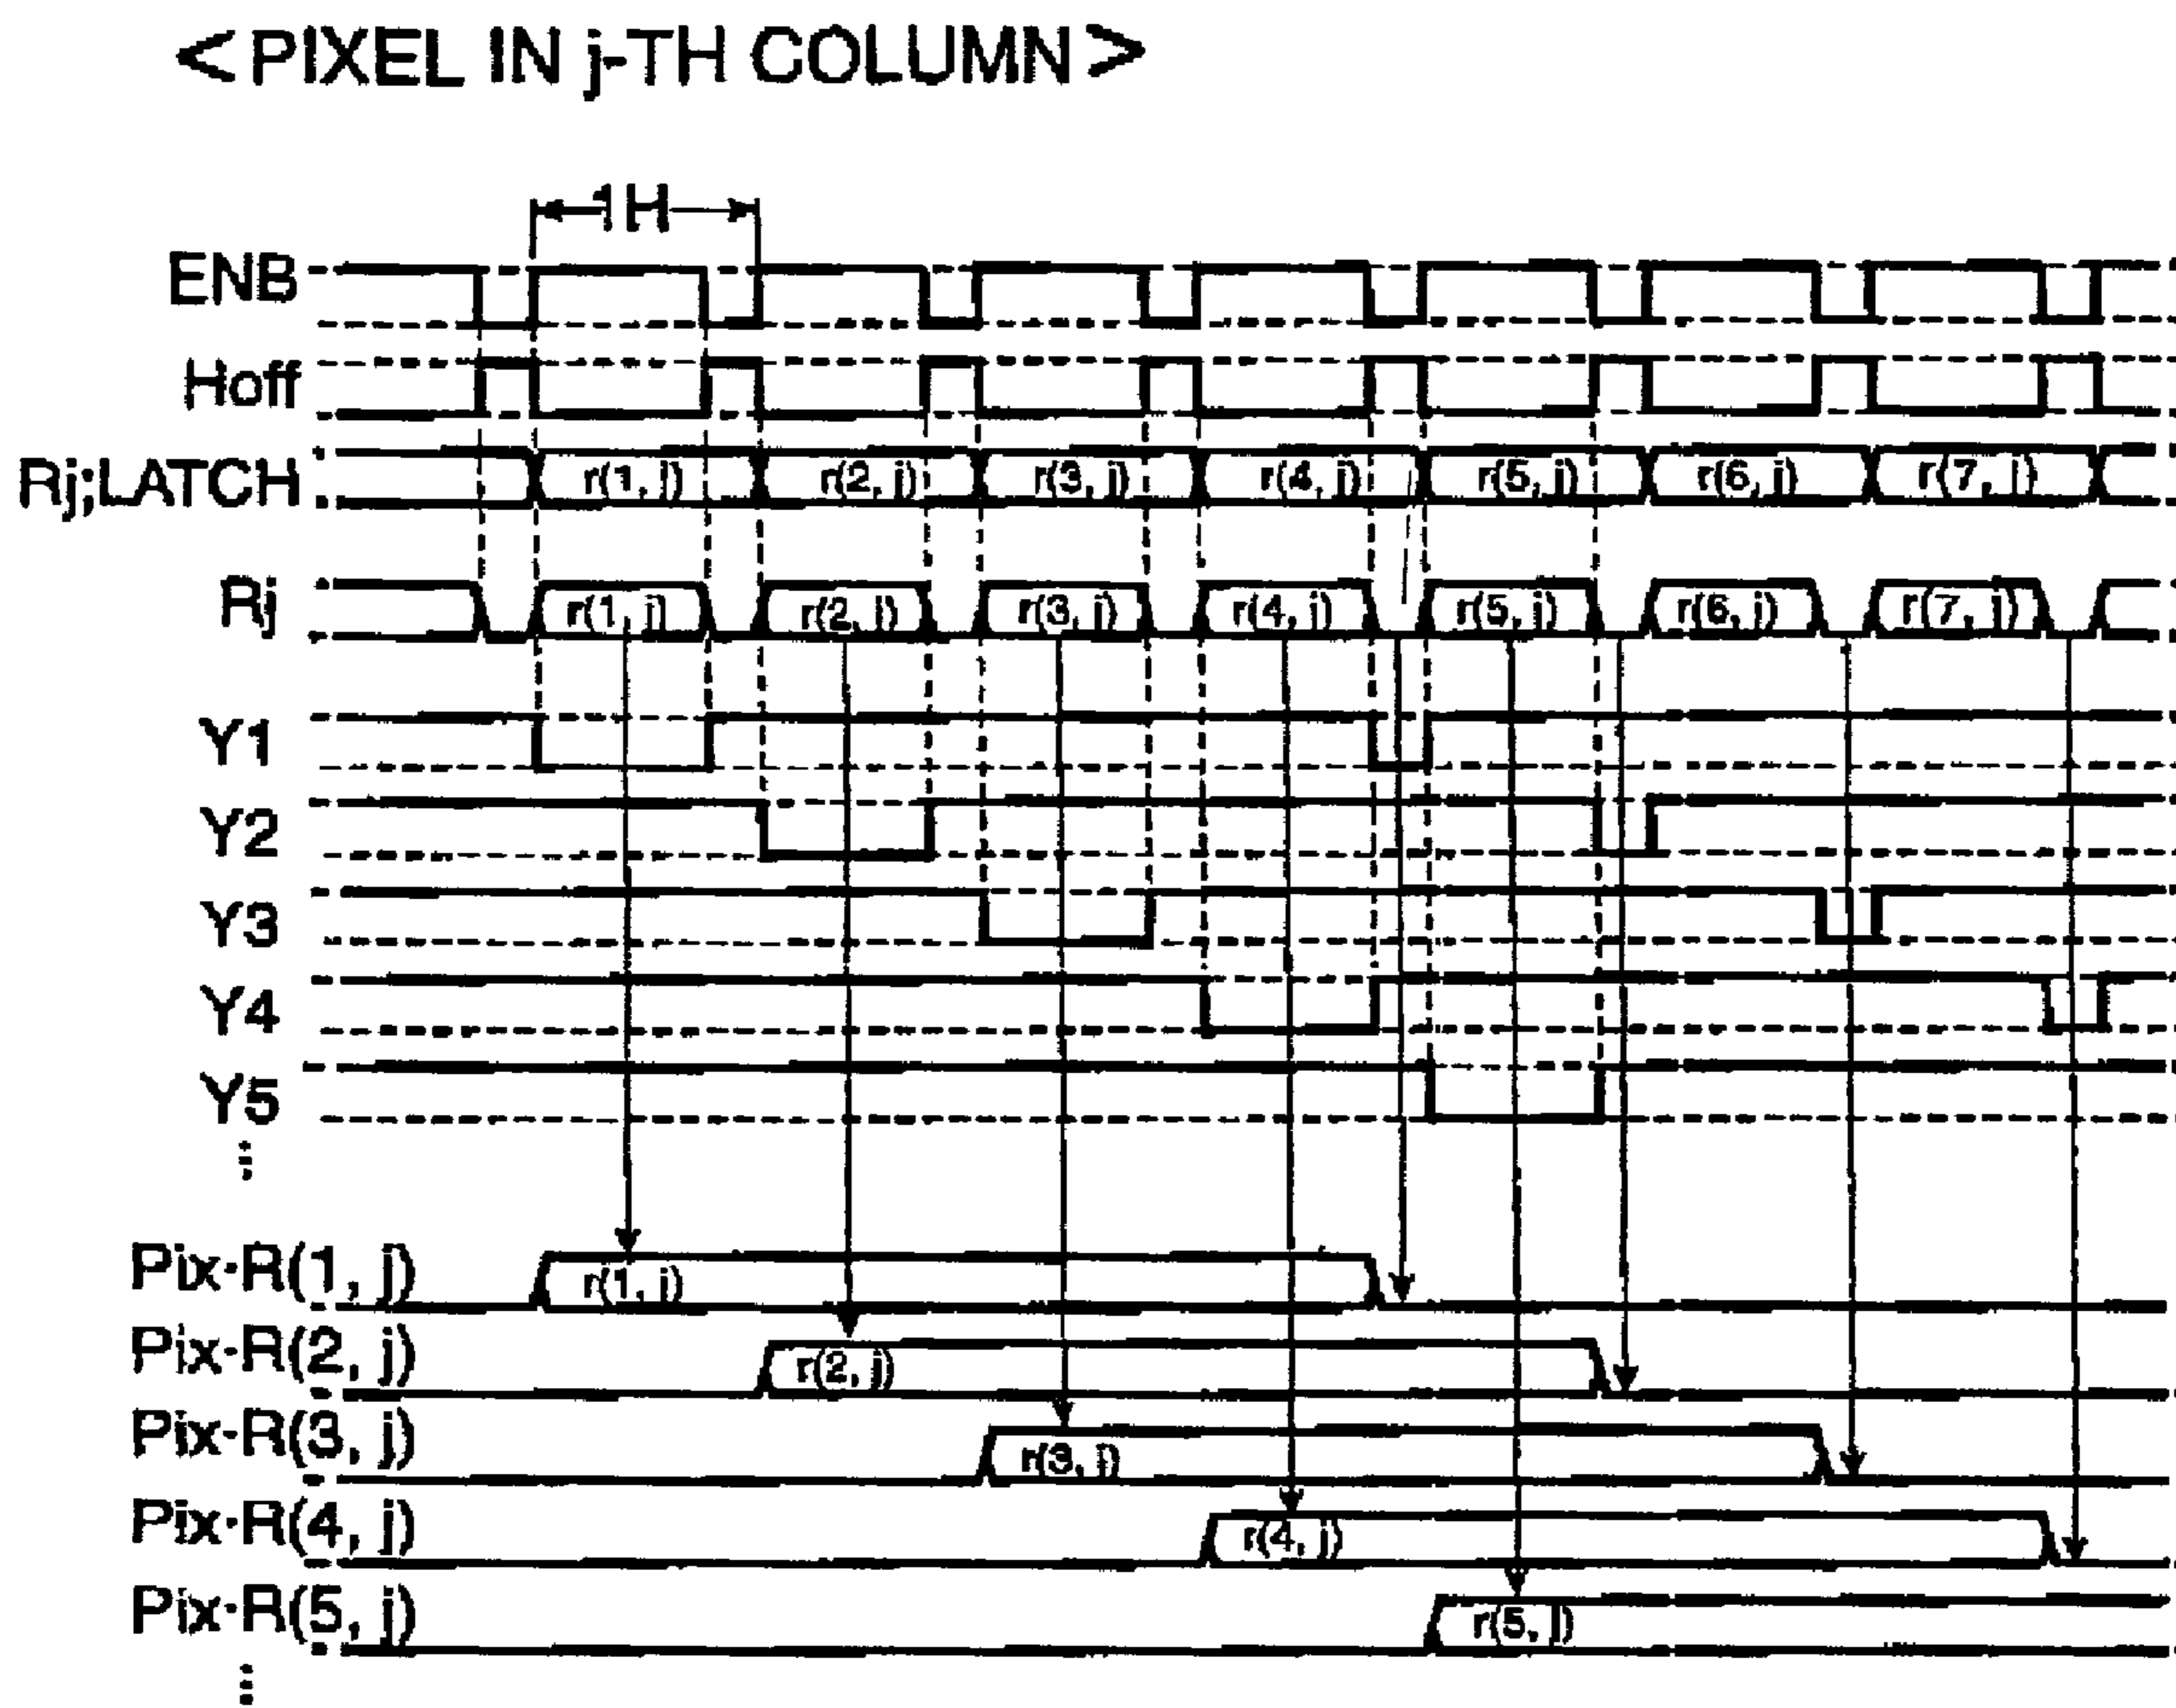 <PIXEL IN j-TH COLUMN>
1H
ENB
Hoff
Rj;LATCH r(1, j) r(2, j) r(3, j) r(4, j) r(5, j) r(6, j) r(7, j)
Rj r(1, j) r(2, j) r(3, j) r(4, j) r(5, j) r(6, j) r(7, j)
Y1
Y2
Y3
Y4
Y5
⋮
Pix·R(1, j) r(1, j)
Pix·R(2, j) r(2, j)
Pix·R(3, j) r(3, j)
Pix·R(4, j) r(4, j)
Pix·R(5, j) r(5, j)
⋮